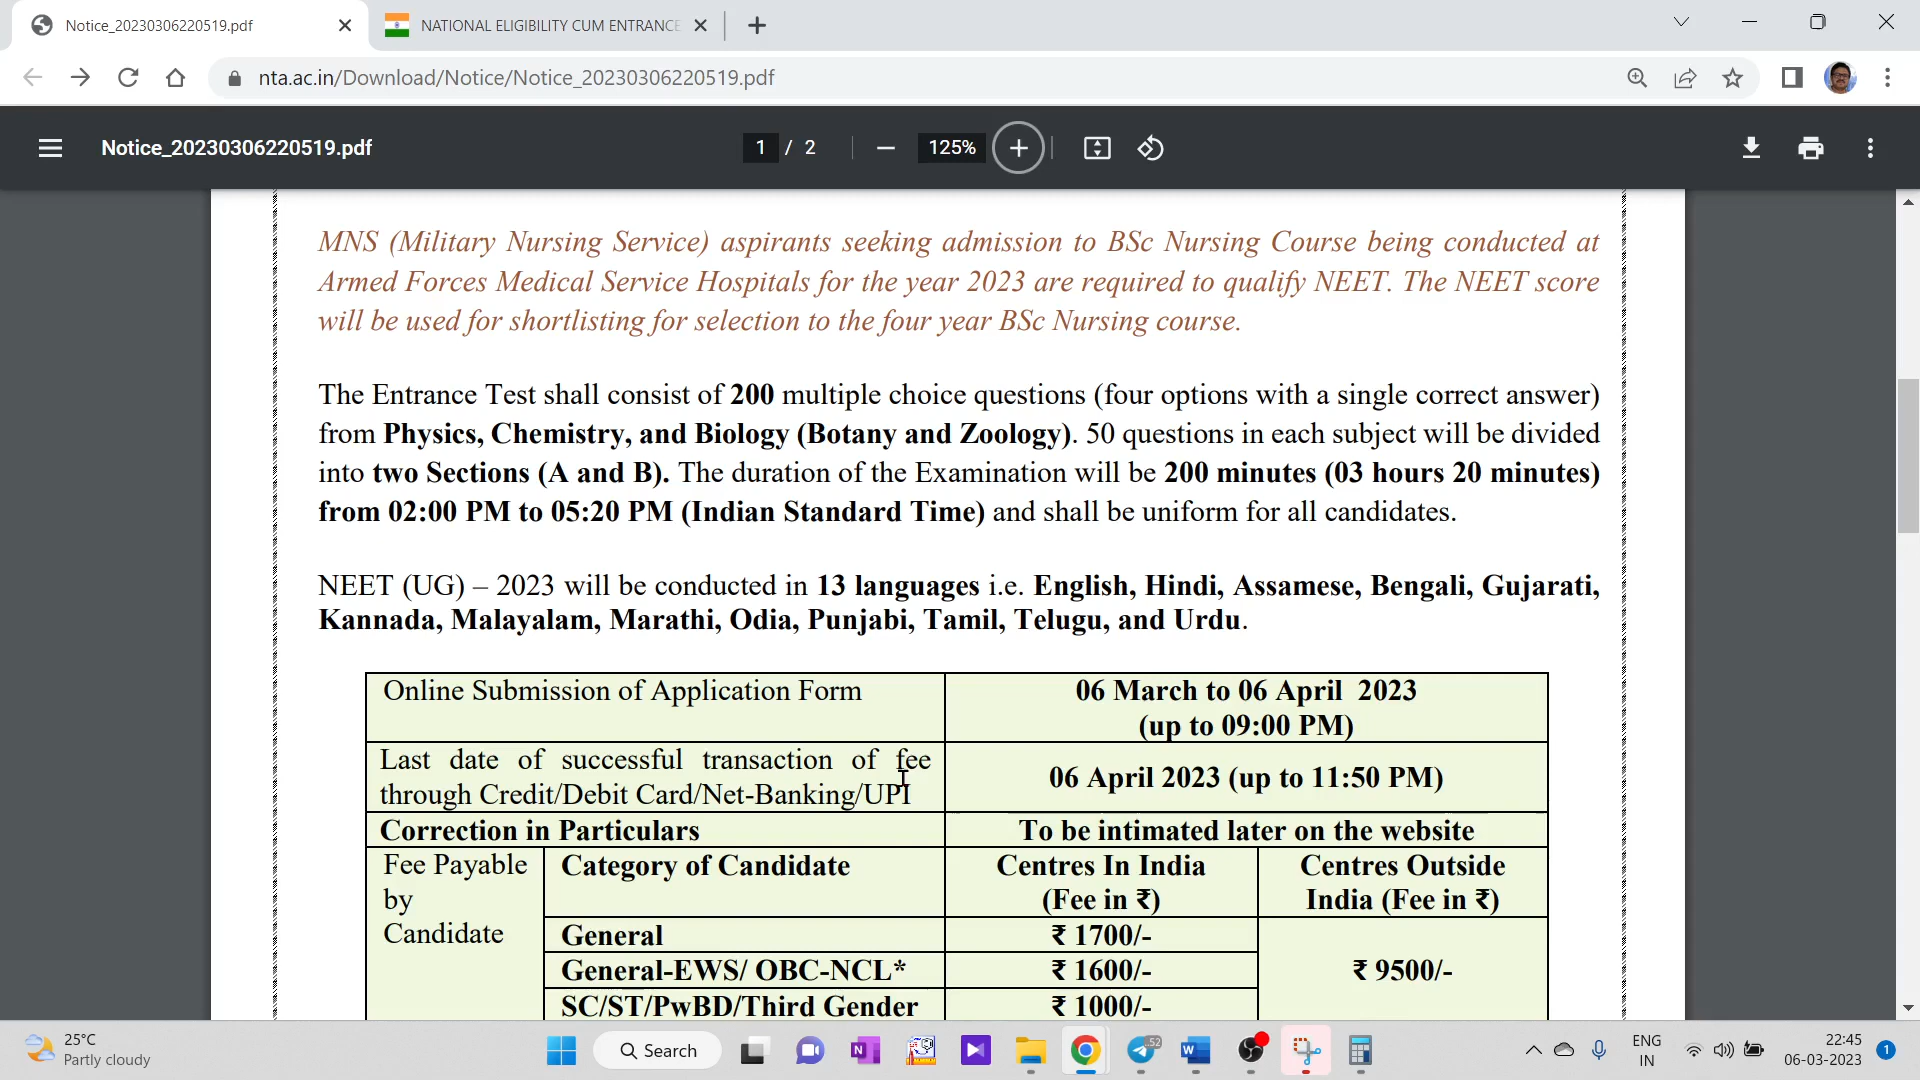 Notice_20230306220519.pdf
NATIONAL ELIGIBILITY CUM ENTRANCE
nta.ac.in/Download/Notice/Notice_20230306220519.pdf
Notice_20230306220519.pdf
1 / 2
125%
MNS (Military Nursing Service) aspirants seeking admission to BSc Nursing Course being conducted at
Armed Forces Medical Service Hospitals for the year 2023 are required to qualify NEET. The NEET score
will be used for shortlisting for selection to the four year BSc Nursing course.
The Entrance Test shall consist of 200 multiple choice questions (four options with a single correct answer)
from Physics, Chemistry, and Biology (Botany and Zoology). 50 questions in each subject will be divided
into two Sections (A and B). The duration of the Examination will be 200 minutes (03 hours 20 minutes)
from 02:00 PM to 05:20 PM (Indian Standard Time) and shall be uniform for all candidates.
NEET (UG) – 2023 will be conducted in 13 languages i.e. English, Hindi, Assamese, Bengali, Gujarati,
Kannada, Malayalam, Marathi, Odia, Punjabi, Tamil, Telugu, and Urdu.
Online Submission of Application Form
06 March to 06 April 2023
(up to 09:00 PM)
Last date of successful transaction of fee
through Credit/Debit Card/Net-Banking/UPI
06 April 2023 (up to 11:50 PM)
Correction in Particulars
To be intimated later on the website
Fee Payable
by
Candidate
Category of Candidate
Centres In India
(Fee in ₹)
Centres Outside
India (Fee in ₹)
General
₹ 1700/-
General-EWS/ OBC-NCL*
₹ 1600/-
₹ 9500/-
SC/ST/PwBD/Third Gender
₹ 1000/-
25°C
Partly cloudy
Search
N
52
W
ENG
IN
22:45
06-03-2023
1